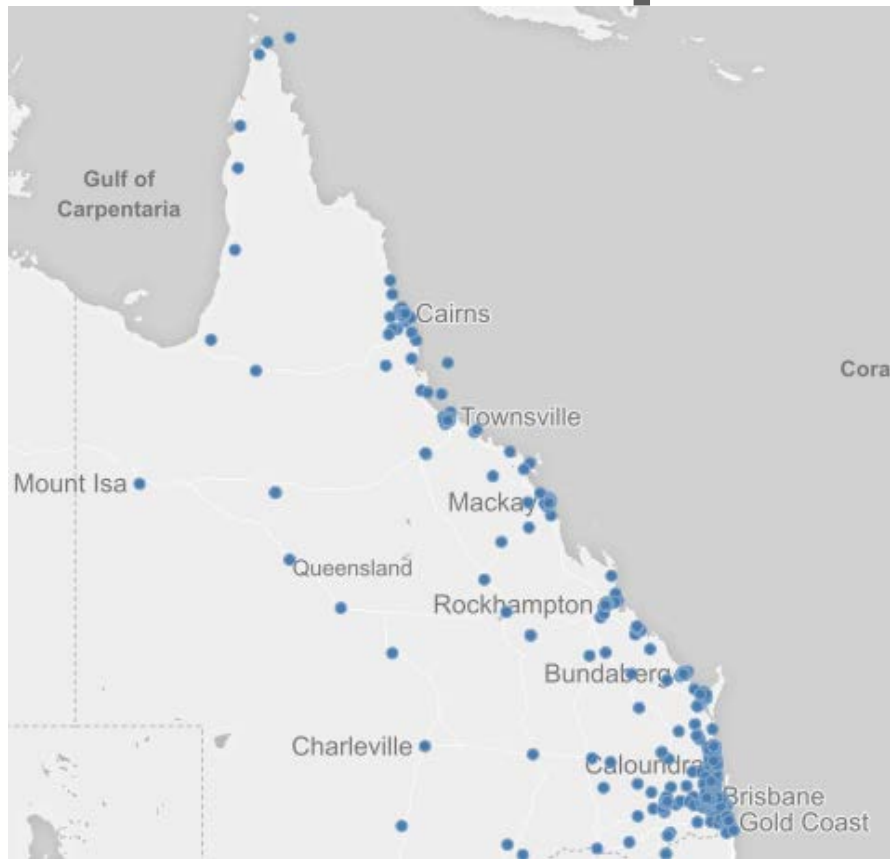 Gulf of
Carpentaria
Cairns
Cora
Townsville
Mount Isa
Mackay
Queensland
Rockhampton
Bundaberg
Charleville
Caloundra
Brisbane
Gold Coast